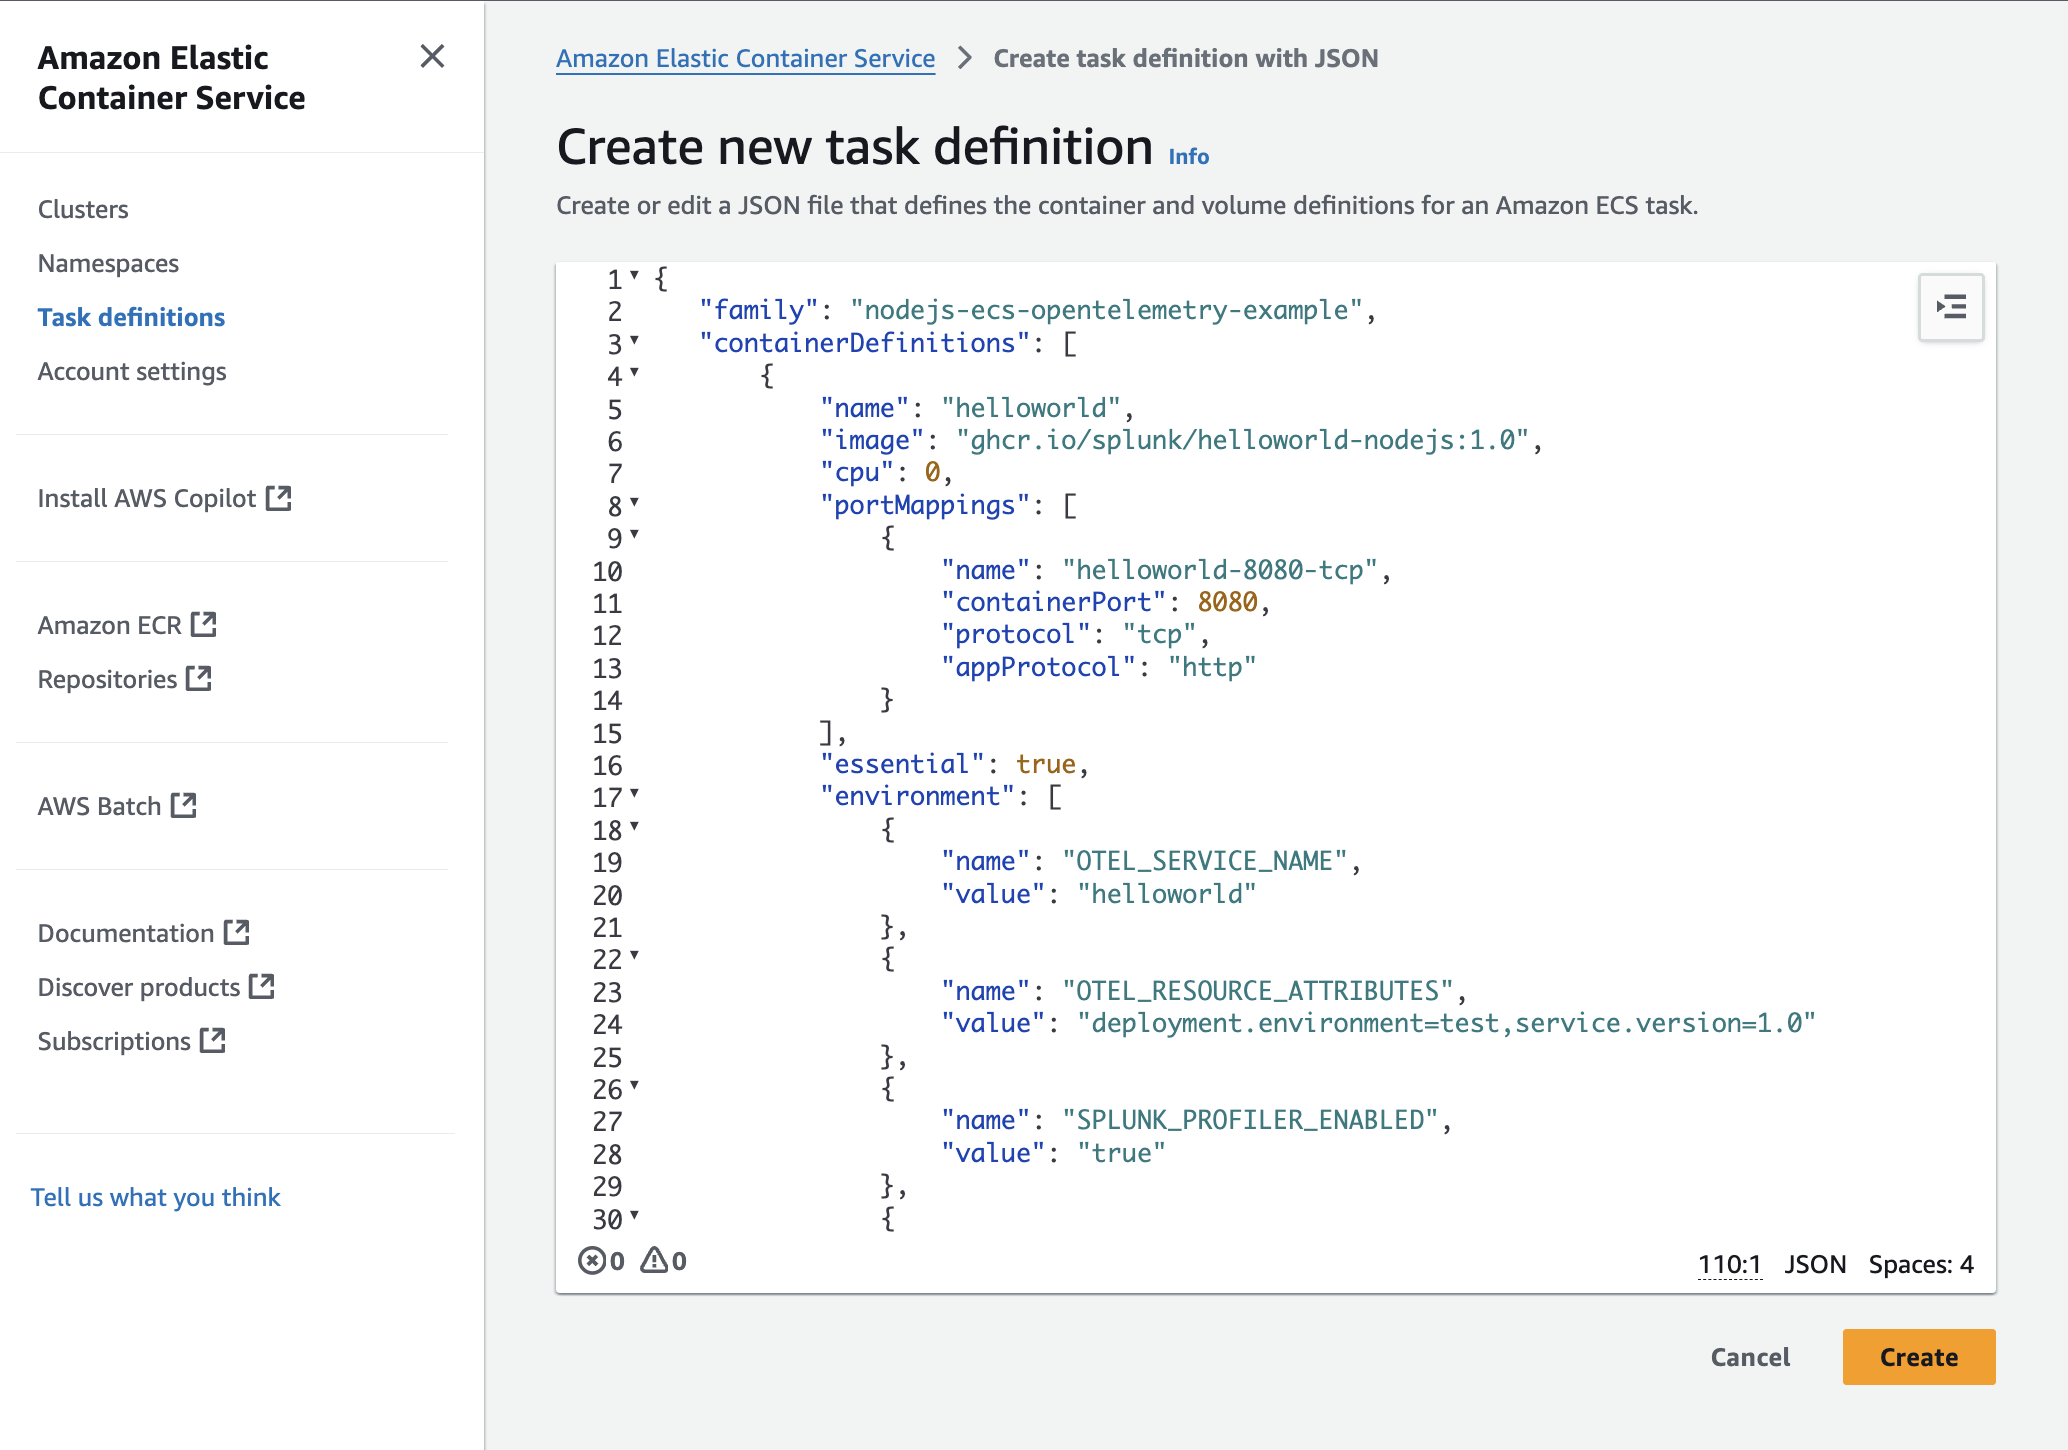 Amazon Elastic
Container Service
Clusters
Namespaces
Task definitions
Account settings
Install AWS Copilot
Amazon ECR
Repositories
AWS Batch
Documentation
Discover products
Subscriptions
Tell us what you think
Amazon Elastic Container Service > Create task definition with JSON
Create new task definition Info
Create or edit a JSON file that defines the container and volume definitions for an Amazon ECS task.
1 {
2 "family": "nodejs-ecs-opentelemetry-example",
3 "containerDefinitions": [
4 {
5 "name": "helloworld",
6 "image": "ghcr.io/splunk/helloworld-nodejs:1.0",
7 "cpu": 0,
8 "portMappings": [
9 {
10 "name": "helloworld-8080-tcp",
11 "containerPort": 8080,
12 "protocol": "tcp",
13 "appProtocol": "http"
14 }
15 ],
16 "essential": true,
17 "environment": [
18 {
19 "name": "OTEL_SERVICE_NAME",
20 "value": "helloworld"
21 },
22 {
23 "name": "OTEL_RESOURCE_ATTRIBUTES",
24 "value": "deployment.environment=test,service.version=1.0"
25 },
26 {
27 "name": "SPLUNK_PROFILER_ENABLED",
28 "value": "true"
29 },
30 {
0 0 110:1 JSON Spaces: 4
Cancel Create